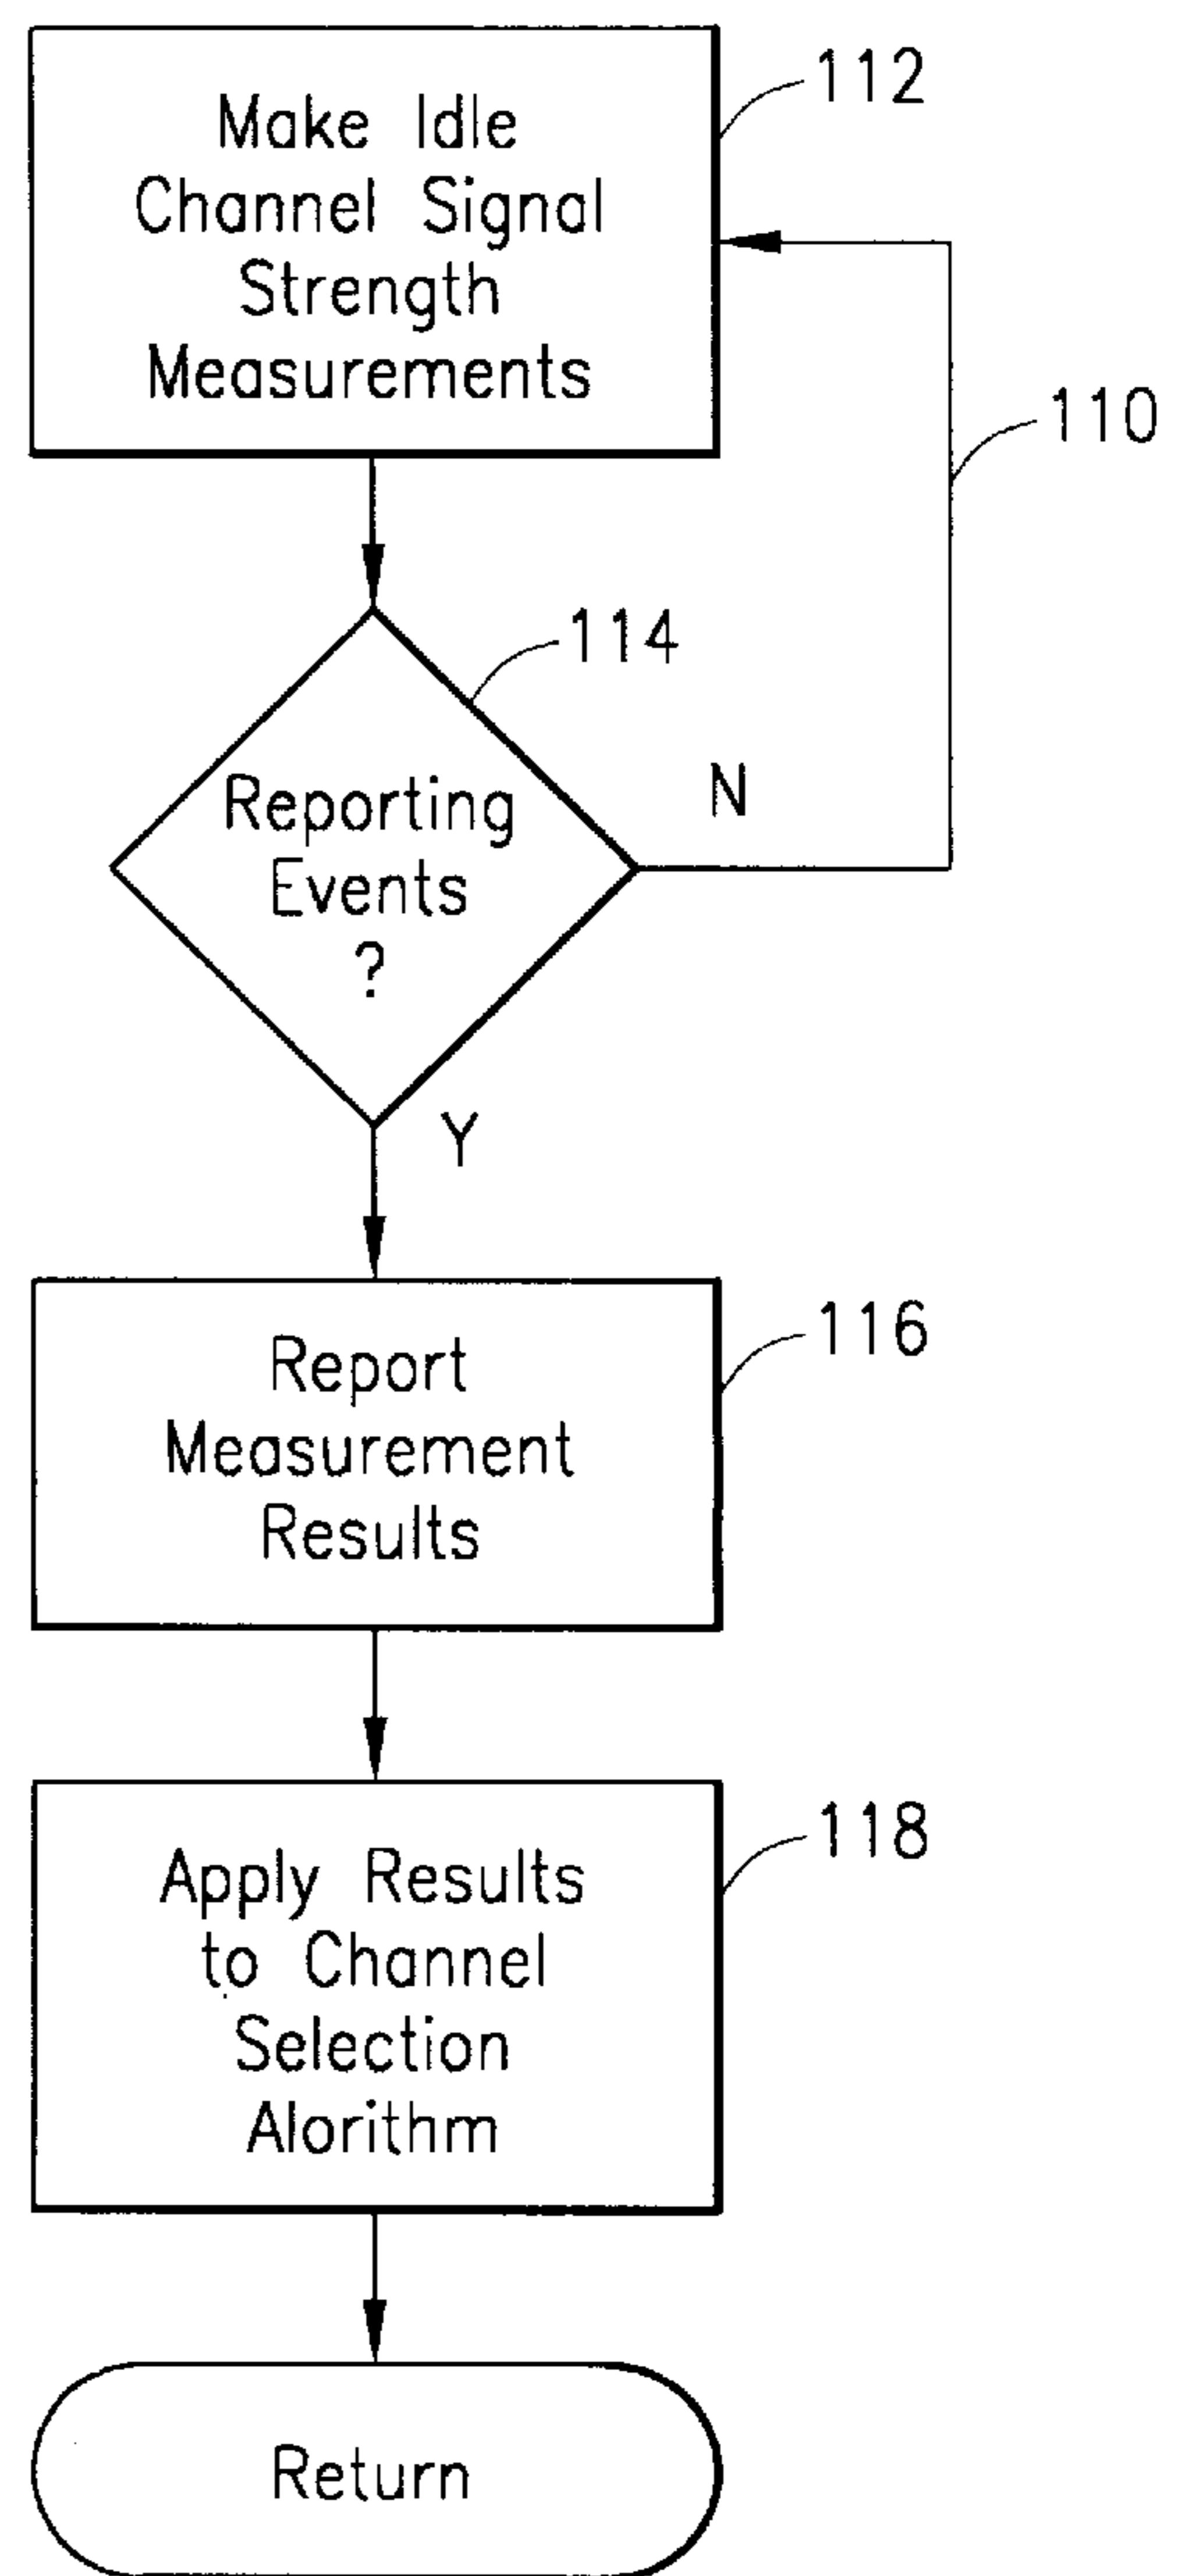 112
Make Idle
Channel Signal
Strength
Measurements
110
114
Reporting
Events
?
N
Y
116
Report
Measurement
Results
118
Apply Results
to Channel
Selection
Alorithm
Return